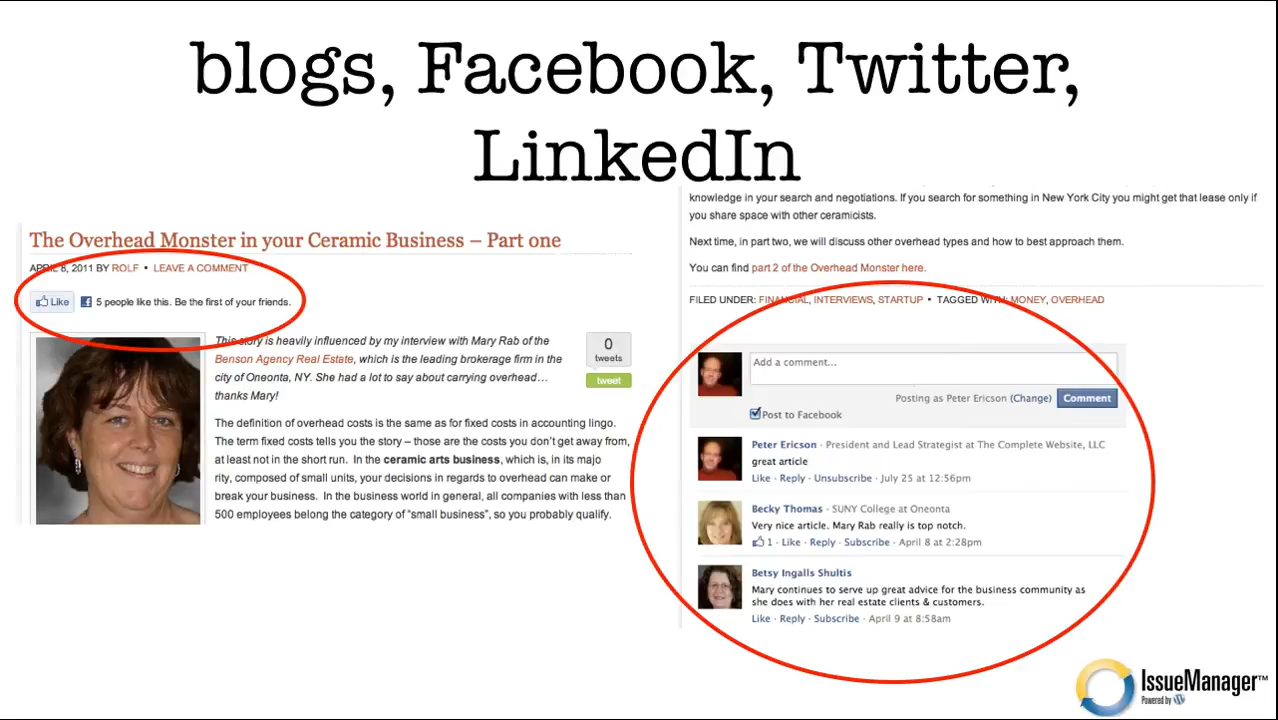 blogs, Facebook, Twitter,
LinkedIn
The Overhead Monster in your Ceramic Business – Part one
APRIL 8, 2011 BY ROLF • LEAVE A COMMENT
Like 5 people like this. Be the first of your friends.
This story is heavily influenced by my interview with Mary Rab of the
Benson Agency Real Estate, which is the leading brokerage firm in the
city of Oneonta, NY. She had a lot to say about carrying overhead…
thanks Mary!
0
tweets
tweet
The definition of overhead costs is the same as for fixed costs in accounting lingo.
The term fixed costs tells you the story – those are the costs you don't get away from,
at least not in the short run. In the ceramic arts business, which is, in its majo
rity, composed of small units, your decisions in regards to overhead can make or
break your business. In the business world in general, all companies with less than
500 employees belong the category of "small business", so you probably qualify.
knowledge in your search and negotiations. If you search for something in New York City you might get that lease only if
you share space with other ceramicists.
Next time, in part two, we will discuss other overhead types and how to best approach them.
You can find part 2 of the Overhead Monster here.
FILED UNDER: FINANCIAL, INTERVIEWS, STARTUP • TAGGED WITH: MONEY, OVERHEAD
Add a comment...
Posting as Peter Ericson (Change) Comment
Post to Facebook
Peter Ericson · President and Lead Strategist at The Complete Website, LLC
great article
Like · Reply · Unsubscribe · July 25 at 12:56pm
Becky Thomas · SUNY College at Oneonta
Very nice article. Mary Rab really is top notch.
1 · Like · Reply · Subscribe · April 8 at 2:28pm
Betsy Ingalls Shultis
Mary continues to serve up great advice for the business community as
she does with her real estate clients & customers.
Like · Reply · Subscribe · April 9 at 8:58am
IssueManager™
Powered by